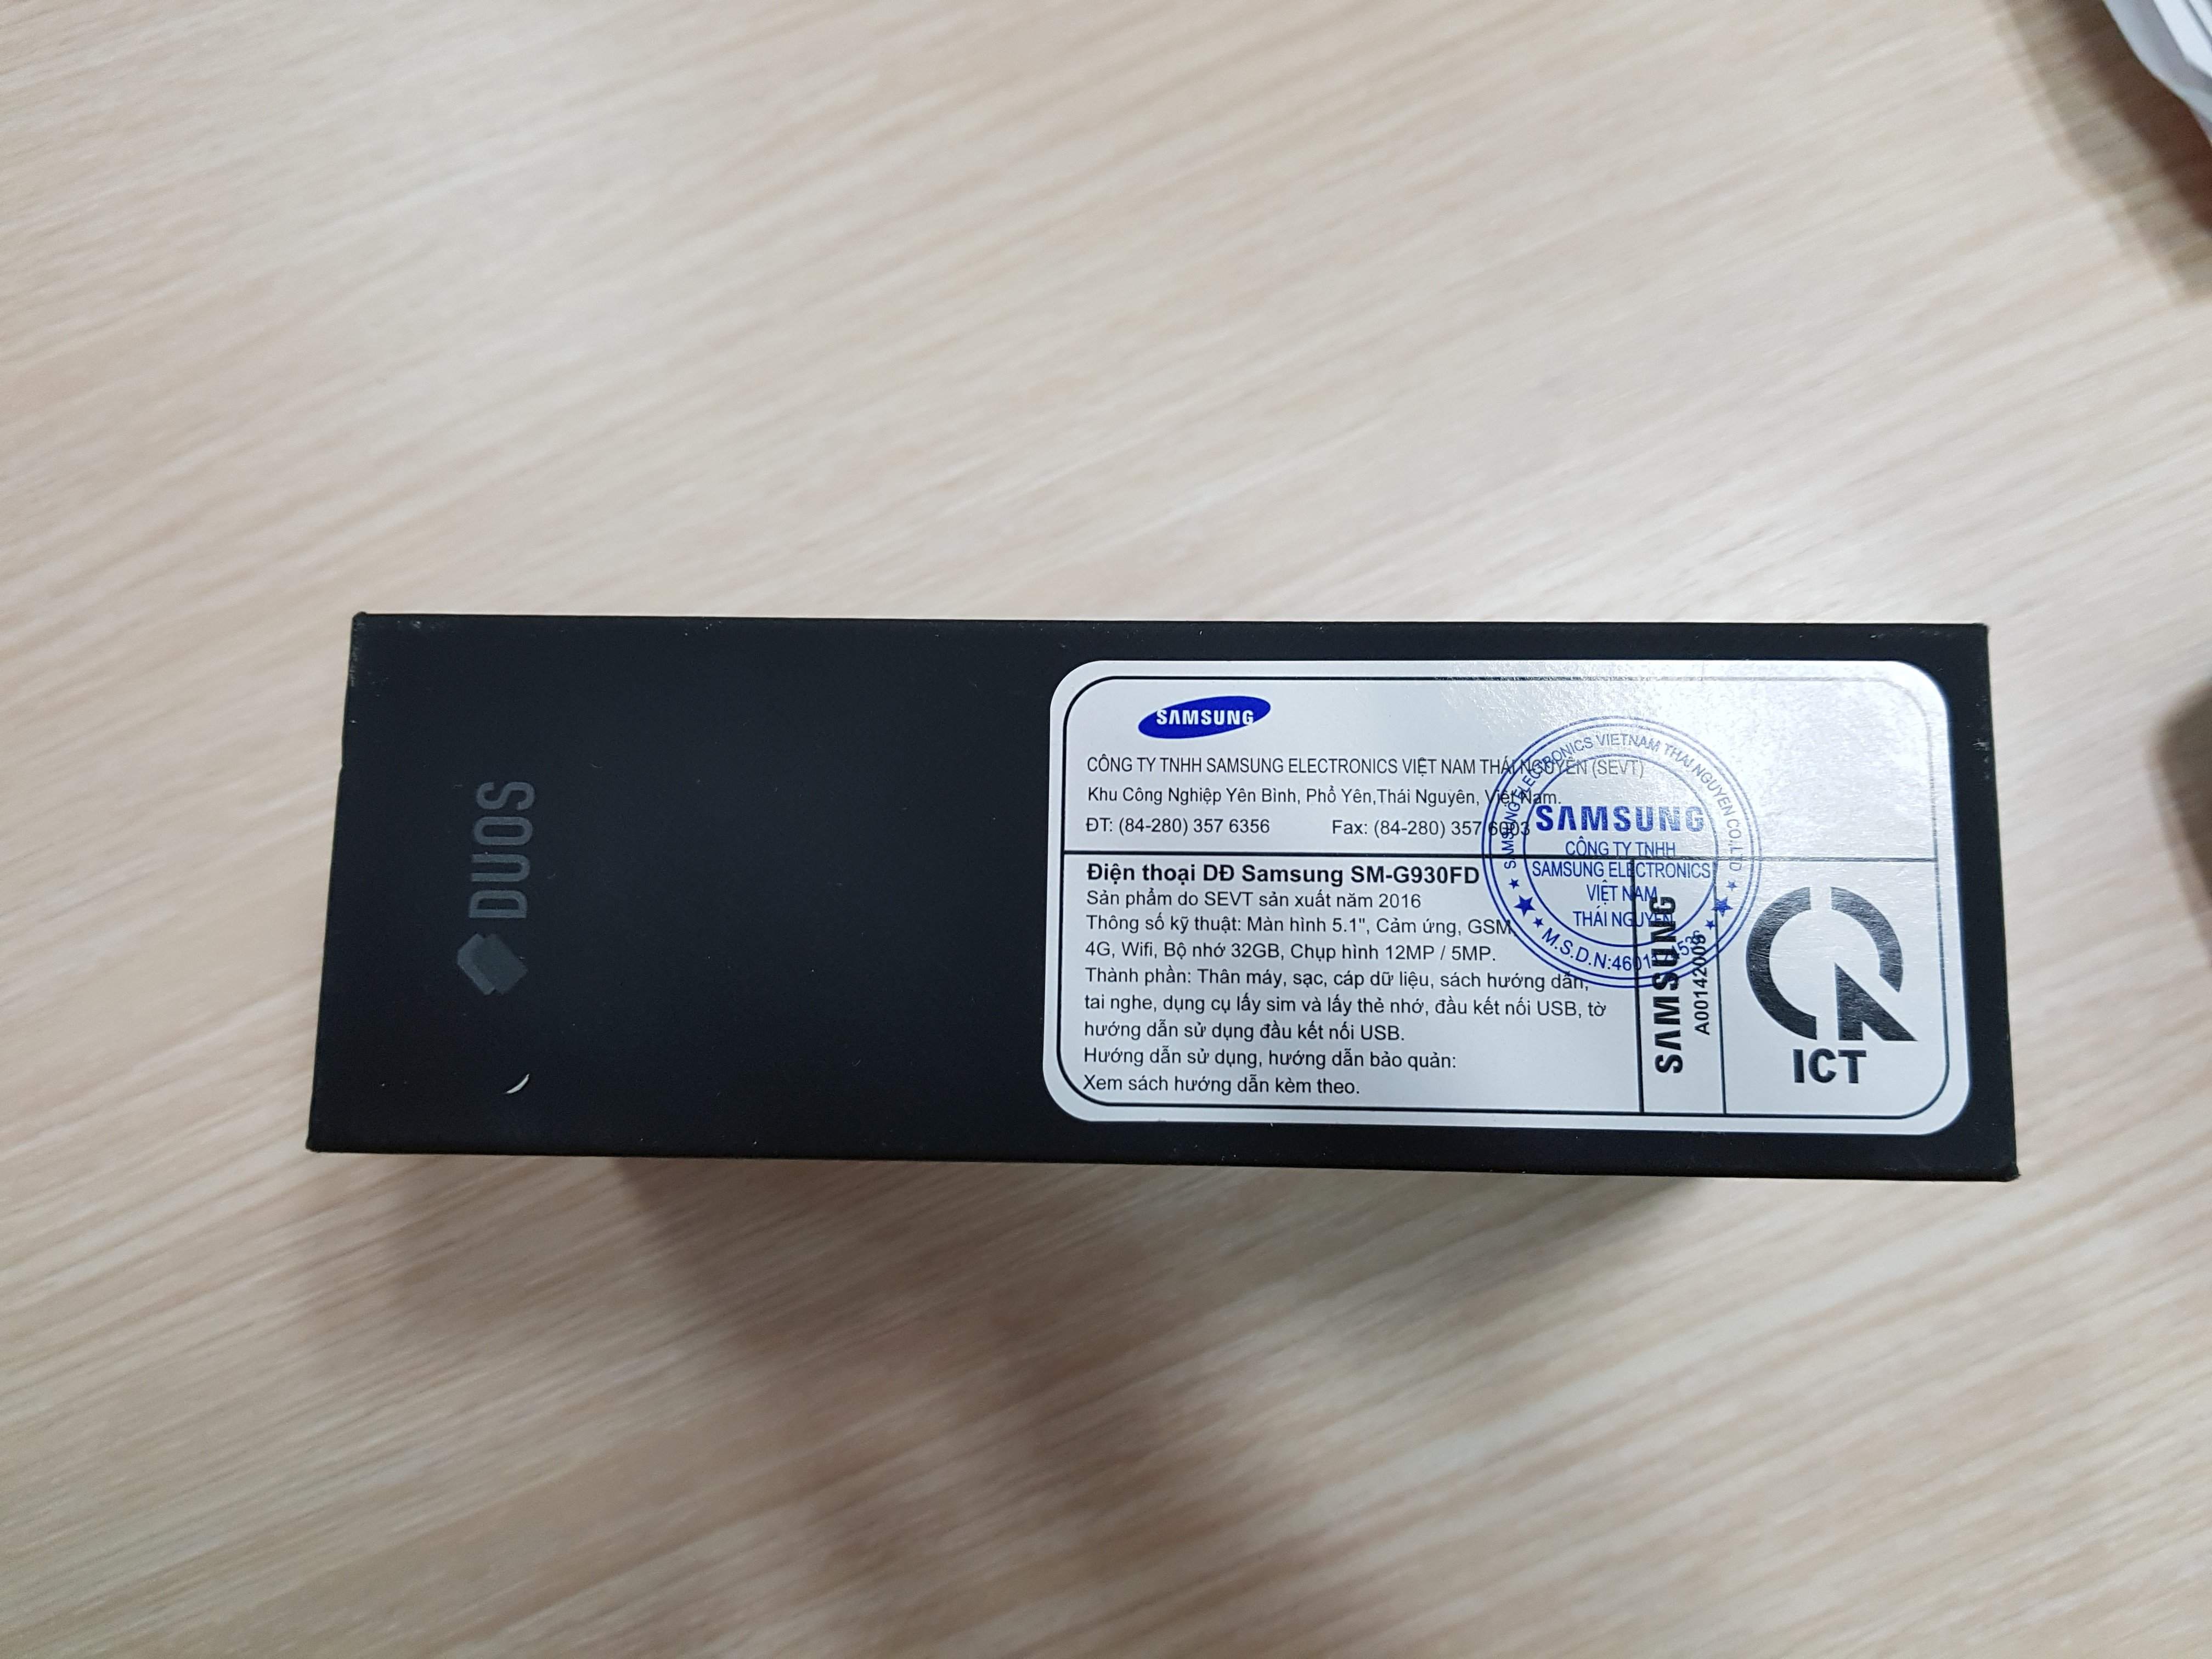 DUOS
SAMSUNG
CÔNG TY TNHH SAMSUNG ELECTRONICS VIỆT NAM THÁI NGUYÊN (SEVT)
Khu Công Nghiệp Yên Bình, Phổ Yên,Thái Nguyên, Việt Nam.
ĐT: (84-280) 357 6356 Fax: (84-280) 357 6003
Điện thoại DĐ Samsung SM-G930FD
Sản phẩm do SEVT sản xuất năm 2016
Thông số kỹ thuật: Màn hình 5.1", Cảm ứng, GSM,
4G, Wifi, Bộ nhớ 32GB, Chụp hình 12MP / 5MP.
Thành phần: Thân máy, sạc, cáp dữ liệu, sách hướng dẫn,
tai nghe, dụng cụ lấy sim và lấy thẻ nhớ, đầu kết nối USB, tờ
hướng dẫn sử dụng đầu kết nối USB.
Hướng dẫn sử dụng, hướng dẫn bảo quản:
Xem sách hướng dẫn kèm theo.
SAMSUNG ELECTRONICS VIETNAM THAI NGUYEN CO.,LTD
SAMSUNG
CÔNG TY TNHH
SAMSUNG ELECTRONICS
VIỆT NAM
THÁI NGUYÊN
M.S.D.N:
SAMSUNG
A00142009
ICT